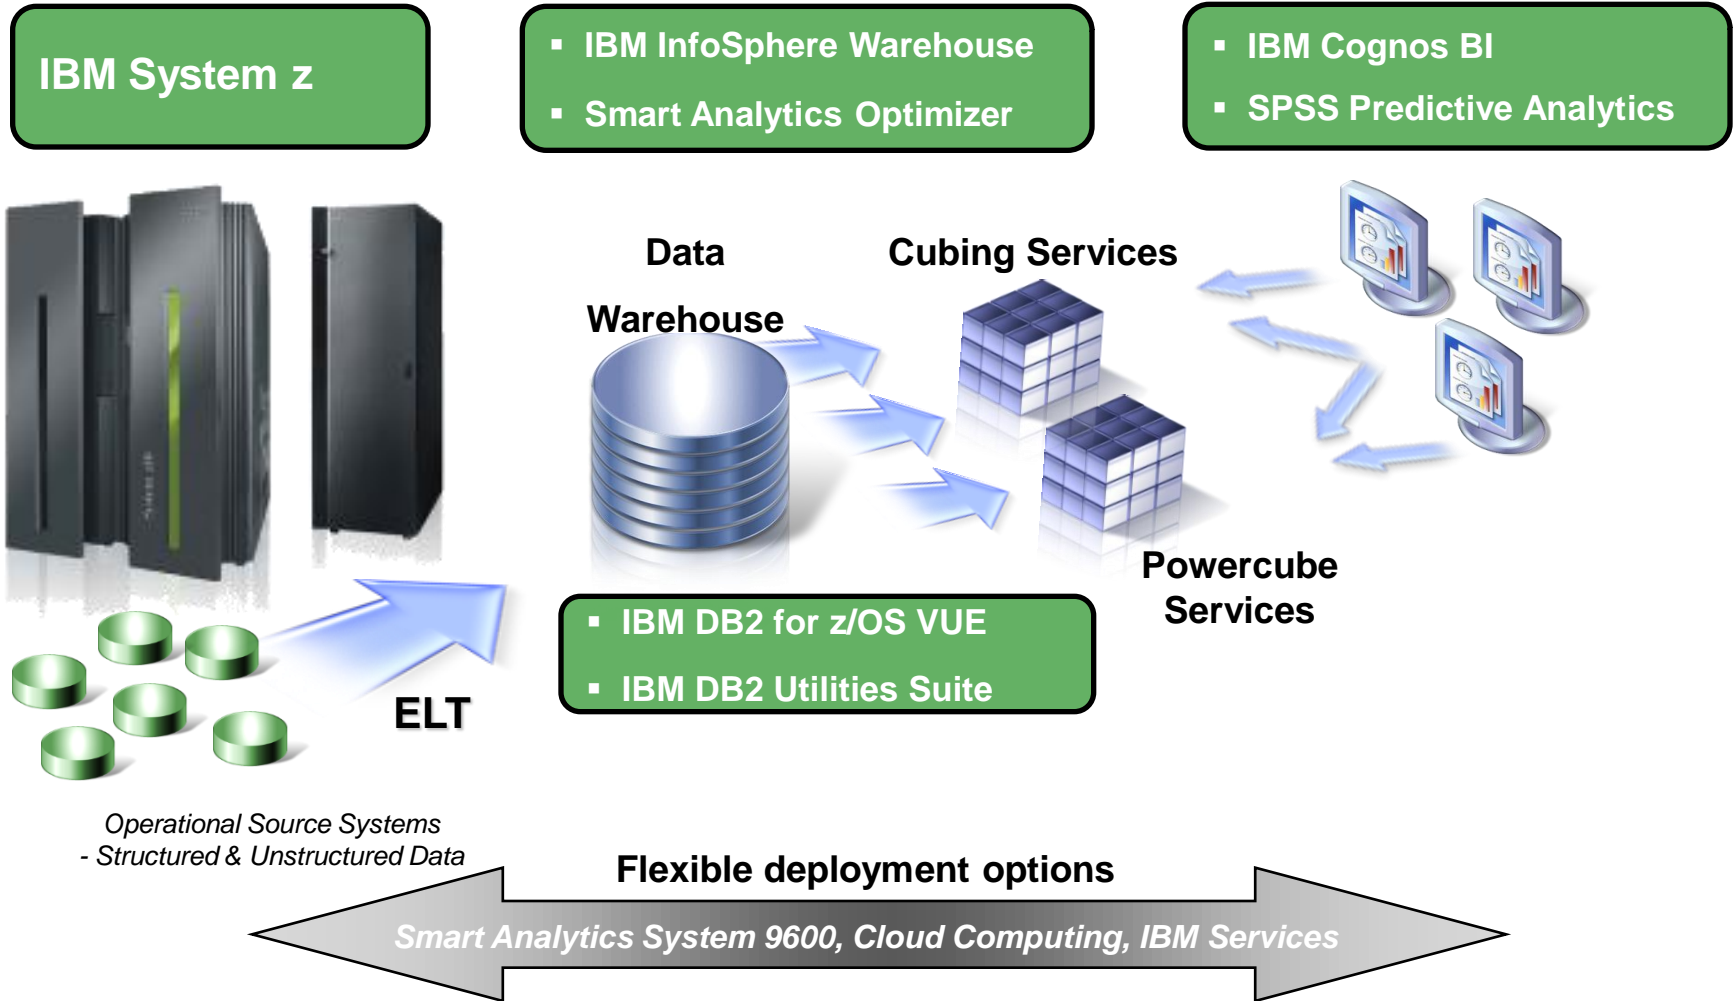 IBM System z
▪ IBM InfoSphere Warehouse
▪ Smart Analytics Optimizer
▪ IBM Cognos BI
▪ SPSS Predictive Analytics
Data
Warehouse
Cubing Services
Powercube
Services
▪ IBM DB2 for z/OS VUE
▪ IBM DB2 Utilities Suite
ELT
Operational Source Systems
- Structured & Unstructured Data
Flexible deployment options
Smart Analytics System 9600, Cloud Computing, IBM Services